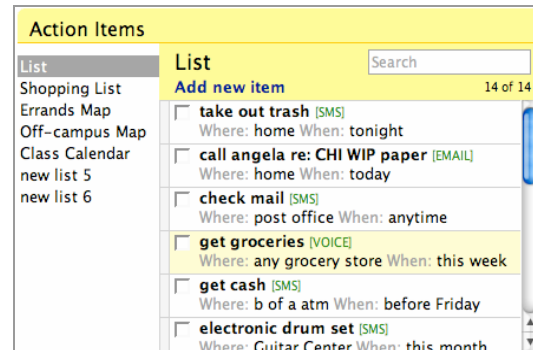 Action Items
List
Shopping List
Errands Map
Off-campus Map
Class Calendar
new list 5
new list 6
List
Search
Add new item
14 of 14
take out trash [SMS]
Where: home When: tonight
call angela re: CHI WIP paper [EMAIL]
Where: home When: today
check mail [SMS]
Where: post office When: anytime
get groceries [VOICE]
Where: any grocery store When: this week
get cash [SMS]
Where: b of a atm When: before Friday
electronic drum set [SMS]
Where: Guitar Center When: this month